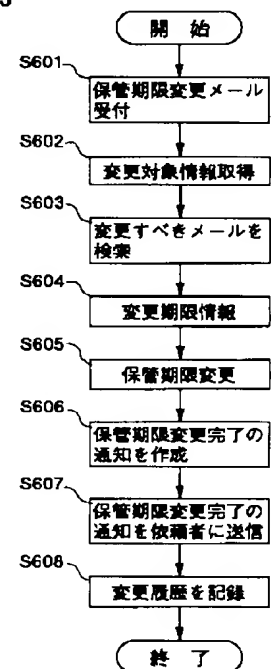 開 始
S601
保管期限変更メール
受付
S602
変更対象情報取得
S603
変更すべきメールを
検索
S604
変更期限情報
S605
保管期限変更
S606
保管期限変更完了の
通知を作成
S607
保管期限変更完了の
通知を依頼者に送信
S608
変更履歴を記録
終 了